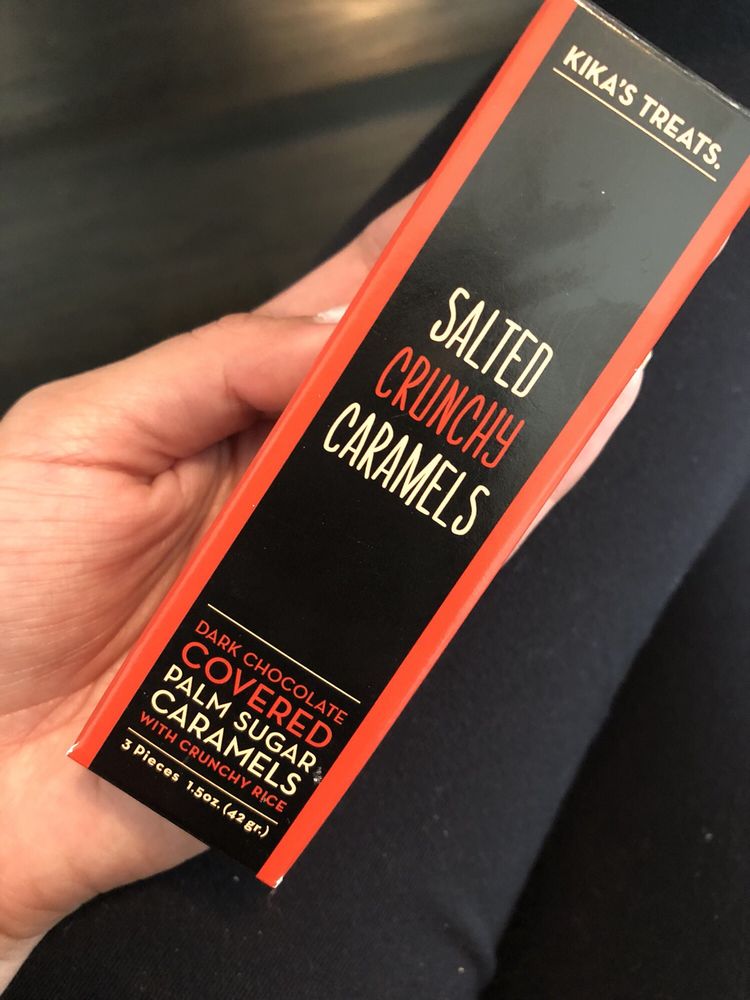 KIKA'S TREATS.
SALTED
CRUNCHY
CARAMELS
DARK CHOCOLATE
COVERED
PALM SUGAR
CARAMELS
WITH CRUNCHY RICE
3 Pieces 1.5oz. (42 gr.)